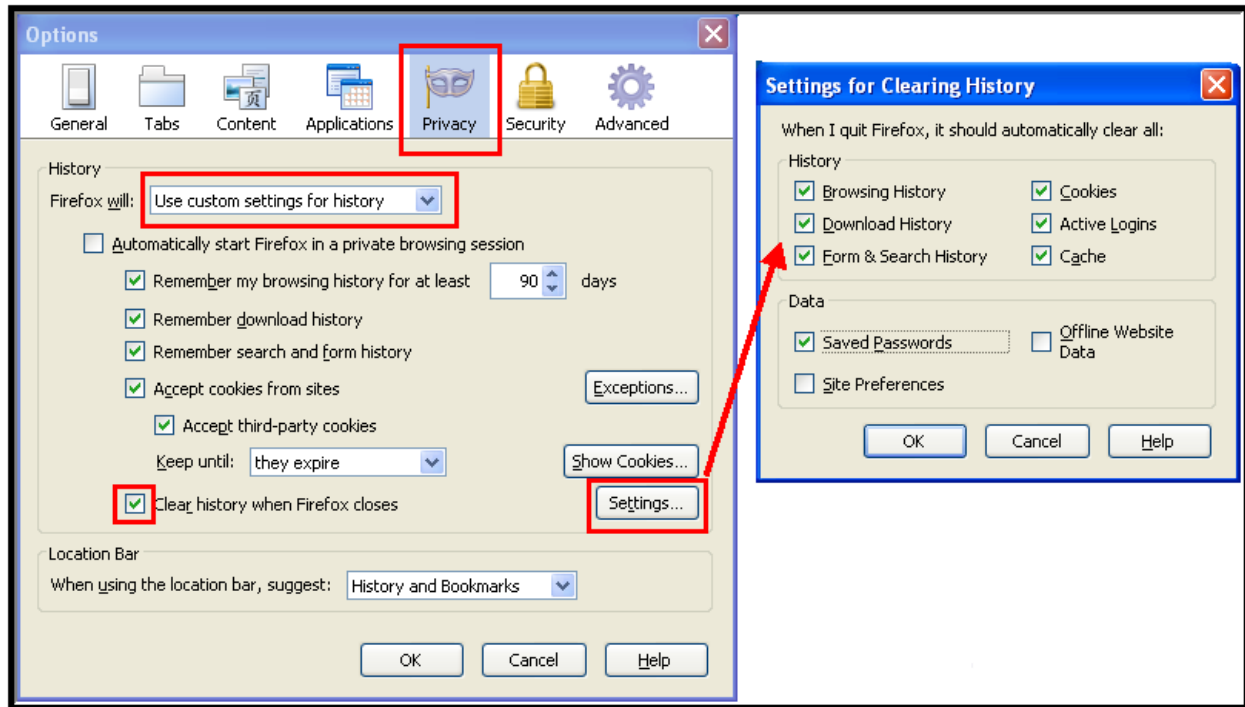 Options
General Tabs Content Applications Privacy Security Advanced
页
History
Firefox will: Use custom settings for history
Automatically start Firefox in a private browsing session
Remember my browsing history for at least 90 days
Remember download history
Remember search and form history
Accept cookies from sites Exceptions...
Accept third-party cookies
Keep until: they expire Show Cookies...
Clear history when Firefox closes Settings...
Location Bar
When using the location bar, suggest: History and Bookmarks
OK Cancel Help
Settings for Clearing History
When I quit Firefox, it should automatically clear all:
History
Browsing History Cookies
Download History Active Logins
Form & Search History Cache
Data
Saved Passwords Offline Website
Data
Site Preferences
OK Cancel Help